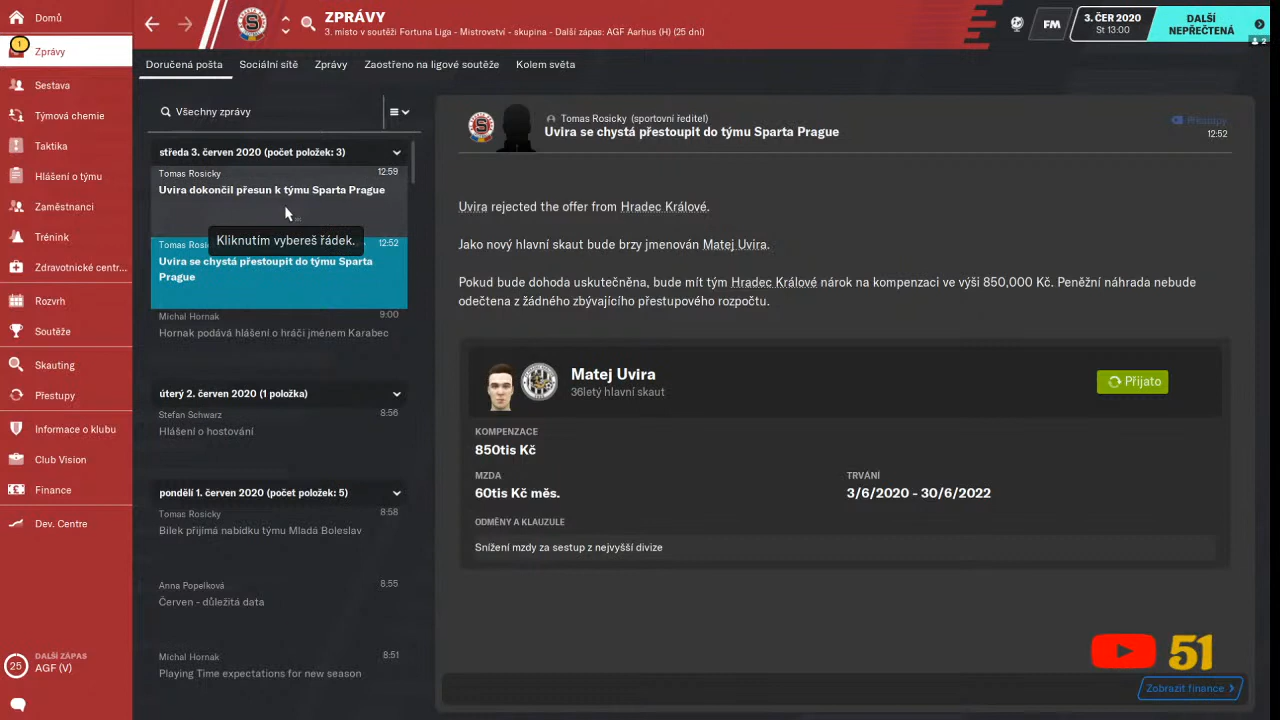 Domů
1
Zprávy
Sestava
Týmová chemie
Taktika
Hlášení o týmu
Zaměstnanci
Trénink
Zdravotnické centr...
Rozvrh
Soutěže
Skauting
Přestupy
Informace o klubu
Club Vision
Finance
Dev. Centre
25
DALŠÍ ZÁPAS
AGF (V)
ZPRÁVY
3. místo v soutěži Fortuna Liga - Mistrovství - skupina - Další zápas: AGF Aarhus (H) (25 dní)
FM
3. ČER 2020
St 13:00
DALŠÍ
NEPŘEČTENÁ
2
Doručená pošta
Sociální sítě
Zprávy
Zaostřeno na ligové soutěže
Kolem světa
Všechny zprávy
středa 3. červen 2020 (počet položek: 3)
Tomas Rosicky 12:59
Uvira dokončil přesun k týmu Sparta Prague
Kliknutím vybereš řádek.
Tomas Rosi 12:52
Uvira se chystá přestoupit do týmu Sparta
Prague
Michal Hornak 9:00
Hornak podává hlášení o hráči jménem Karabec
úterý 2. červen 2020 (1 položka)
Stefan Schwarz 8:56
Hlášení o hostování
pondělí 1. červen 2020 (počet položek: 5)
Tomas Rosicky 8:58
Bílek přijímá nabídku týmu Mladá Boleslav
Anna Popelková 8:55
Červen - důležitá data
Michal Hornak 8:51
Playing Time expectations for new season
Tomas Rosicky (sportovní ředitel)
Uvira se chystá přestoupit do týmu Sparta Prague
Přestupy
12:52
Uvira rejected the offer from Hradec Králové.
Jako nový hlavní skaut bude brzy jmenován Matej Uvira.
Pokud bude dohoda uskutečněna, bude mít tým Hradec Králové nárok na kompenzaci ve výši 850,000 Kč. Peněžní náhrada nebude
odečtena z žádného zbývajícího přestupového rozpočtu.
Matej Uvira
36letý hlavní skaut
Přijato
KOMPENZACE
850tis Kč
MZDA
60tis Kč měs.
TRVÁNÍ
3/6/2020 - 30/6/2022
ODMĚNY A KLAUZULE
Snížení mzdy za sestup z nejvyšší divize
51
Zobrazit finance